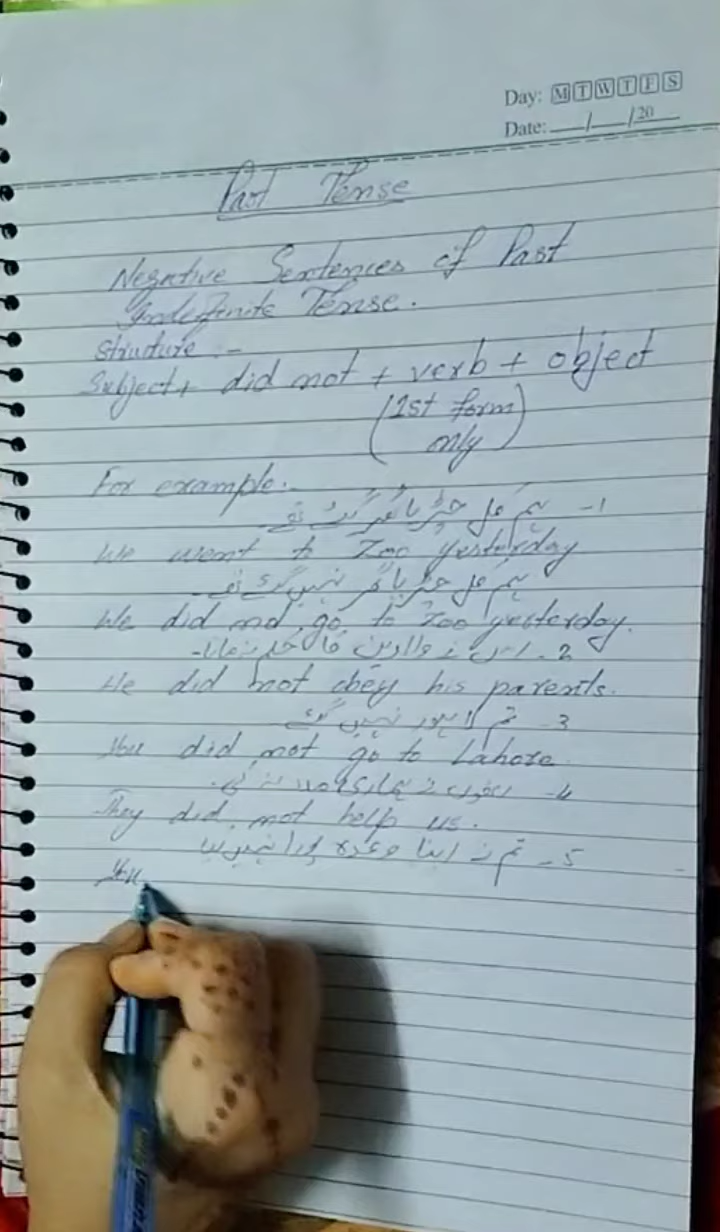 Day: M T W T F S
Date: __/__/20__
Past Tense
Negative Sentences of Past
Indefinite Tense.
Structure :-
Subject + did not + verb + object
(1st form
only)
For example:-
1- ہم کل چڑیا گھر گئے تھے۔
We went to Zoo yesterday
ہم کل چڑیا گھر نہیں گئے تھے۔
We did not go to Zoo yesterday.
2- اس نے والدین کا حکم نہ مانا۔
He did not obey his parents.
3- تم لاہور نہیں گئے
You did not go to Lahore
4- انھوں نے ہماری مدد نہ کی۔
They did not help us.
5- تم نے اپنا وعدہ پورا نہیں کیا
You